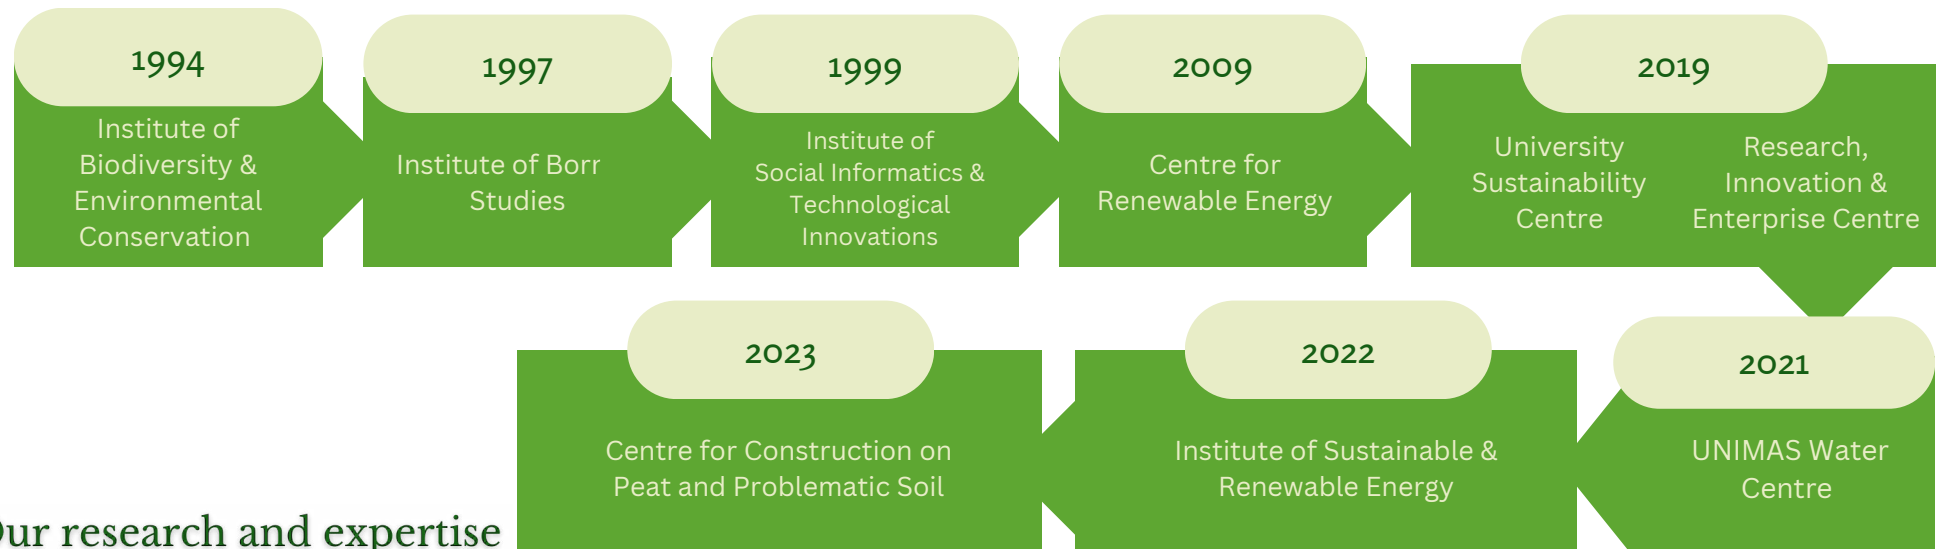 1994
Institute of
Biodiversity &
Environmental
Conservation
1997
Institute of Borr
Studies
1999
Institute of
Social Informatics &
Technological
Innovations
2009
Centre for
Renewable Energy
2019
University
Sustainability
Centre
Research,
Innovation &
Enterprise Centre
2021
UNIMAS Water
Centre
2022
Institute of Sustainable &
Renewable Energy
2023
Centre for Construction on
Peat and Problematic Soil
Our research and expertise